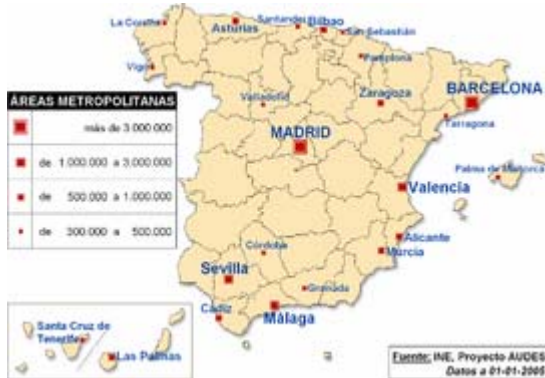 La Coruña
Asturias
Santander
Bilbao
San Sebastián
Vigo
Pamplona
ÁREAS METROPOLITANAS
más de 3 000 000
de 1.000.000 a 3.000.000
de 500.000 a 1.000.000
de 300.000 a 500.000
Valladolid
Zaragoza
BARCELONA
Tarragona
MADRID
Palma de Mallorca
Valencia
Alicante
Murcia
Córdoba
Sevilla
Granada
Cádiz
Málaga
Santa Cruz de
Tenerife
Las Palmas
Fuente: INE, Proyecto AUDES
Datos a 01-01-2005